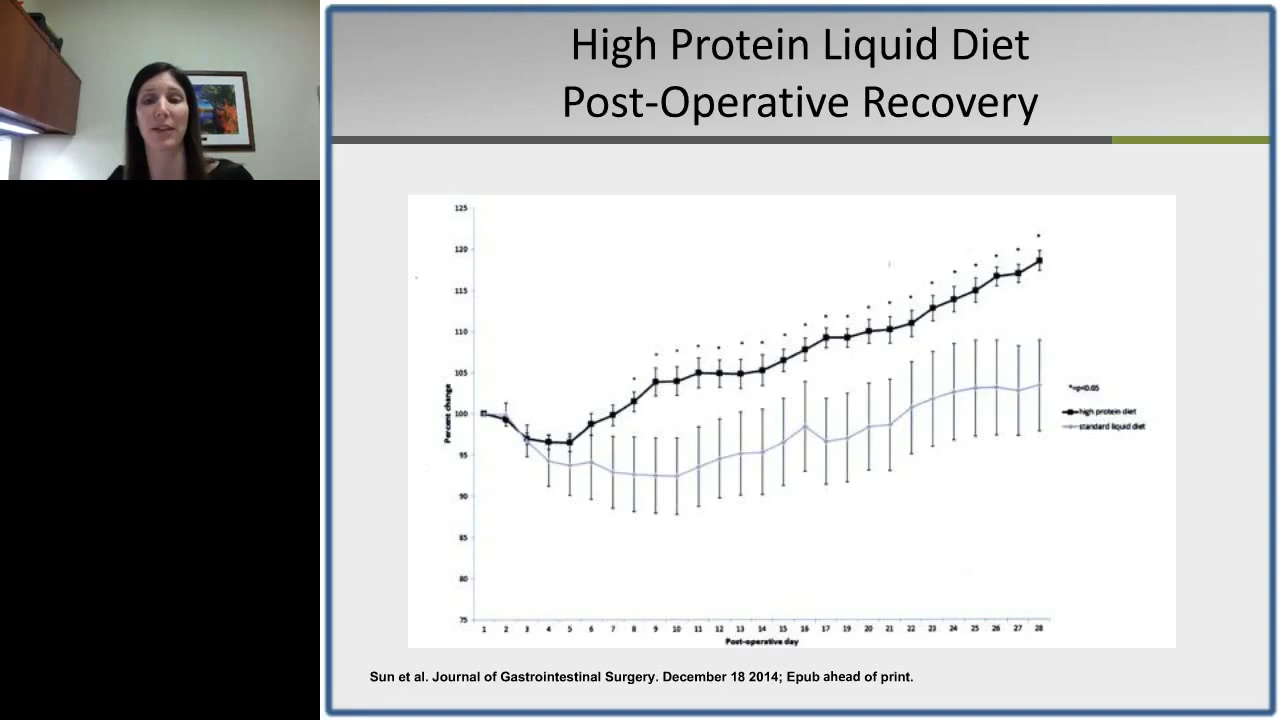 High Protein Liquid Diet
Post-Operative Recovery
125
120
115
110
105
100
95
90
85
80
75
Percent change
1 2 3 4 5 6 7 8 9 10 11 12 13 14 15 16 17 19 20 21 22 23 24 25 26 27 28
Post-operative day
*=p<0.05
high protein diet
standard liquid diet
Sun et al. Journal of Gastrointestinal Surgery. December 18 2014; Epub ahead of print.